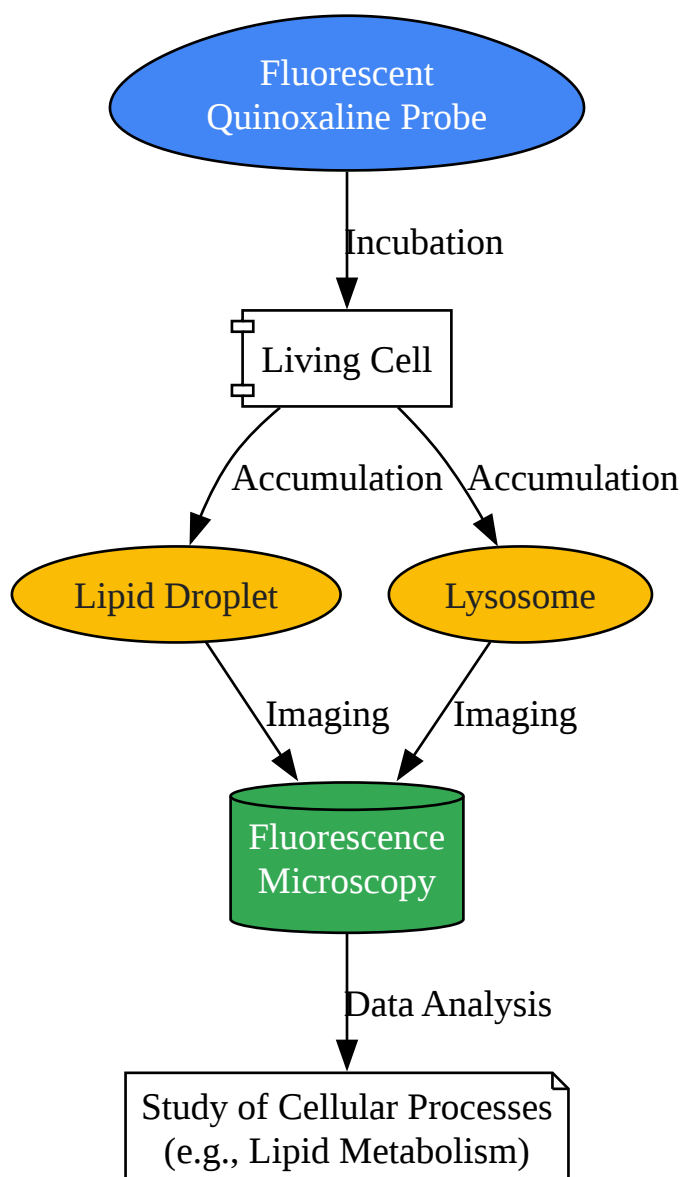 Fluorescent
Quinoxaline Probe
Incubation
Living Cell
Accumulation
Accumulation
Lipid Droplet
Lysosome
Imaging
Imaging
Fluorescence
Microscopy
Data Analysis
Study of Cellular Processes
(e.g., Lipid Metabolism)